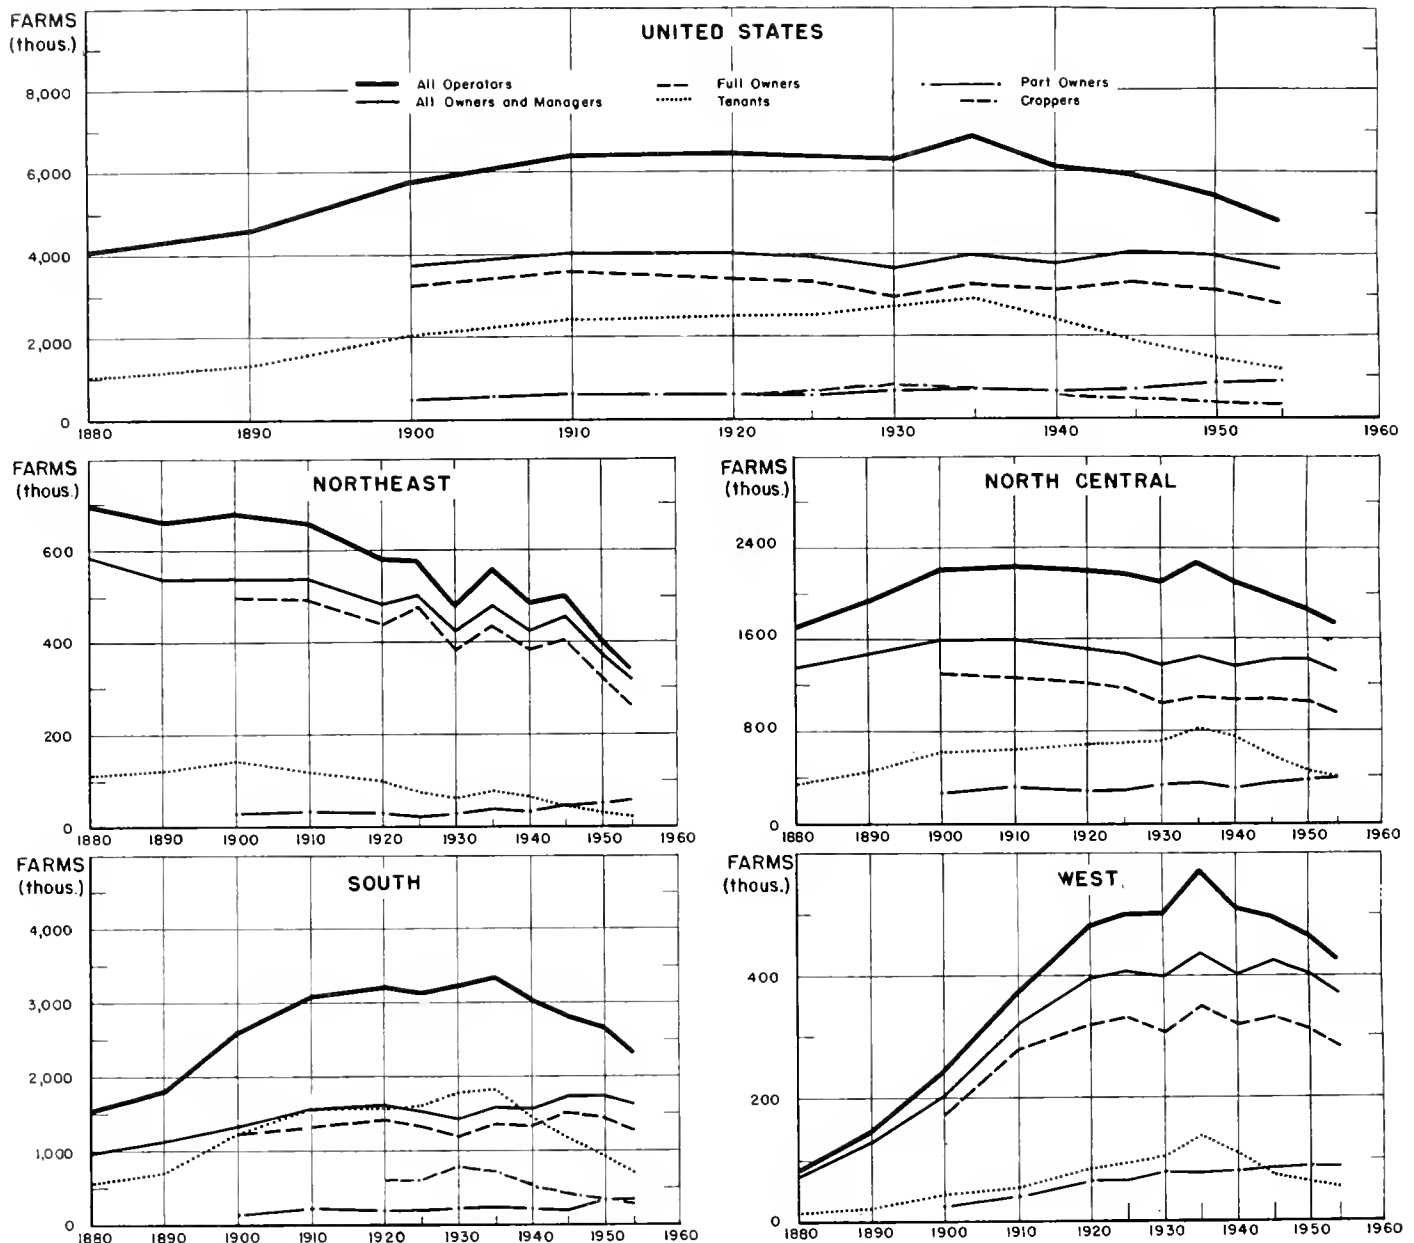 FARMS
(thous.)
UNITED STATES
All Operators
Full Owners
Part Owners
All Owners and Managers
Tenants
Croppers
8,000
6,000
4,000
2,000
0
1880 1890 1900 1910 1920 1930 1940 1950 1960
FARMS
(thous.)
NORTHEAST
600
400
200
0
1880 1890 1900 1910 1920 1930 1940 1950 1960
FARMS
(thous.)
NORTH CENTRAL
2400
1600
800
0
1880 1890 1900 1910 1920 1930 1940 1950 1960
FARMS
(thous.)
SOUTH
4,000
3,000
2,000
1,000
0
1880 1890 1900 1910 1920 1930 1940 1950 1960
FARMS
(thous.)
WEST
400
200
0
1880 1890 1900 1910 1920 1930 1940 1950 1960